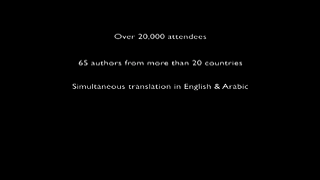 Over 20,000 attendees
65 authors from more than 20 countries
Simultaneous translation in English & Arabic